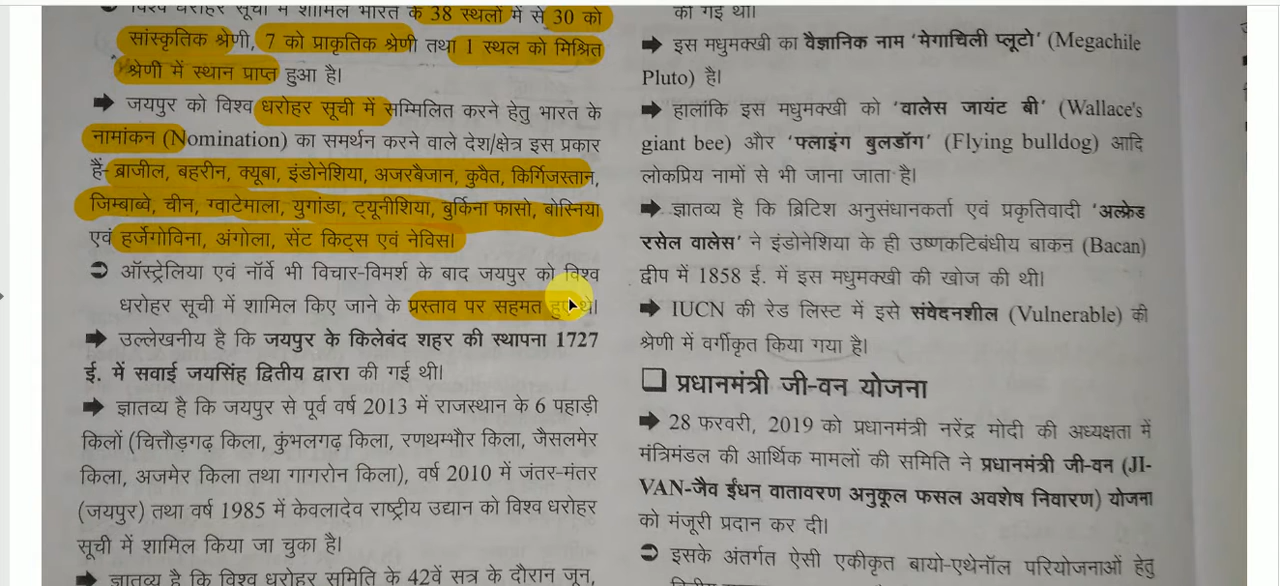 विश्व धरोहर सूची में शामिल भारत के 38 स्थलों में से 30 को
सांस्कृतिक श्रेणी, 7 को प्राकृतिक श्रेणी तथा 1 स्थल को मिश्रित
श्रेणी में स्थान प्राप्त हुआ है।
➡ जयपुर को विश्व धरोहर सूची में सम्मिलित करने हेतु भारत के
नामांकन (Nomination) का समर्थन करने वाले देश/क्षेत्र इस प्रकार
हैं- ब्राजील, बहरीन, क्यूबा, इंडोनेशिया, अजरबैजान, कुवैत, किर्गिजस्तान,
जिम्बाब्वे, चीन, ग्वाटेमाला, युगांडा, ट्यूनीशिया, बुर्किना फासो, बोस्निया
एवं हर्जेगोविना, अंगोला, सेंट किट्स एवं नेविस।
ऑस्ट्रेलिया एवं नॉर्वे भी विचार-विमर्श के बाद जयपुर को विश्व
धरोहर सूची में शामिल किए जाने के प्रस्ताव पर सहमत हुए थे।
➡ उल्लेखनीय है कि जयपुर के किलेबंद शहर की स्थापना 1727
ई. में सवाई जयसिंह द्वितीय द्वारा की गई थी।
➡ ज्ञातव्य है कि जयपुर से पूर्व वर्ष 2013 में राजस्थान के 6 पहाड़ी
किलों (चित्तौड़गढ़ किला, कुंभलगढ़ किला, रणथम्भौर किला, जैसलमेर
किला, अजमेर किला तथा गागरोन किला), वर्ष 2010 में जंतर-मंतर
(जयपुर) तथा वर्ष 1985 में केवलादेव राष्ट्रीय उद्यान को विश्व धरोहर
सूची में शामिल किया जा चुका है।
➡ ज्ञातव्य है कि विश्व धरोहर समिति के 42वें सत्र के दौरान जून,
की गई थी।
➡ इस मधुमक्खी का वैज्ञानिक नाम 'मेगाचिली प्लूटो' (Megachile
Pluto) है।
➡ हालांकि इस मधुमक्खी को 'वालेस जायंट बी' (Wallace's
giant bee) और 'फ्लाइंग बुलडॉग' (Flying bulldog) आदि
लोकप्रिय नामों से भी जाना जाता है।
➡ ज्ञातव्य है कि ब्रिटिश अनुसंधानकर्ता एवं प्रकृतिवादी 'अल्फ्रेड
रसेल वालेस' ने इंडोनेशिया के ही उष्णकटिबंधीय बाकन (Bacan)
द्वीप में 1858 ई. में इस मधुमक्खी की खोज की थी।
➡ IUCN की रेड लिस्ट में इसे संवेदनशील (Vulnerable) की
श्रेणी में वर्गीकृत किया गया है।
❑ प्रधानमंत्री जी-वन योजना
➡ 28 फरवरी, 2019 को प्रधानमंत्री नरेंद्र मोदी की अध्यक्षता में
मंत्रिमंडल की आर्थिक मामलों की समिति ने प्रधानमंत्री जी-वन (JI-
VAN-जैव ईंधन वातावरण अनुकूल फसल अवशेष निवारण) योजना
को मंजूरी प्रदान कर दी।
इसके अंतर्गत ऐसी एकीकृत बायो-एथेनॉल परियोजनाओं हेतु